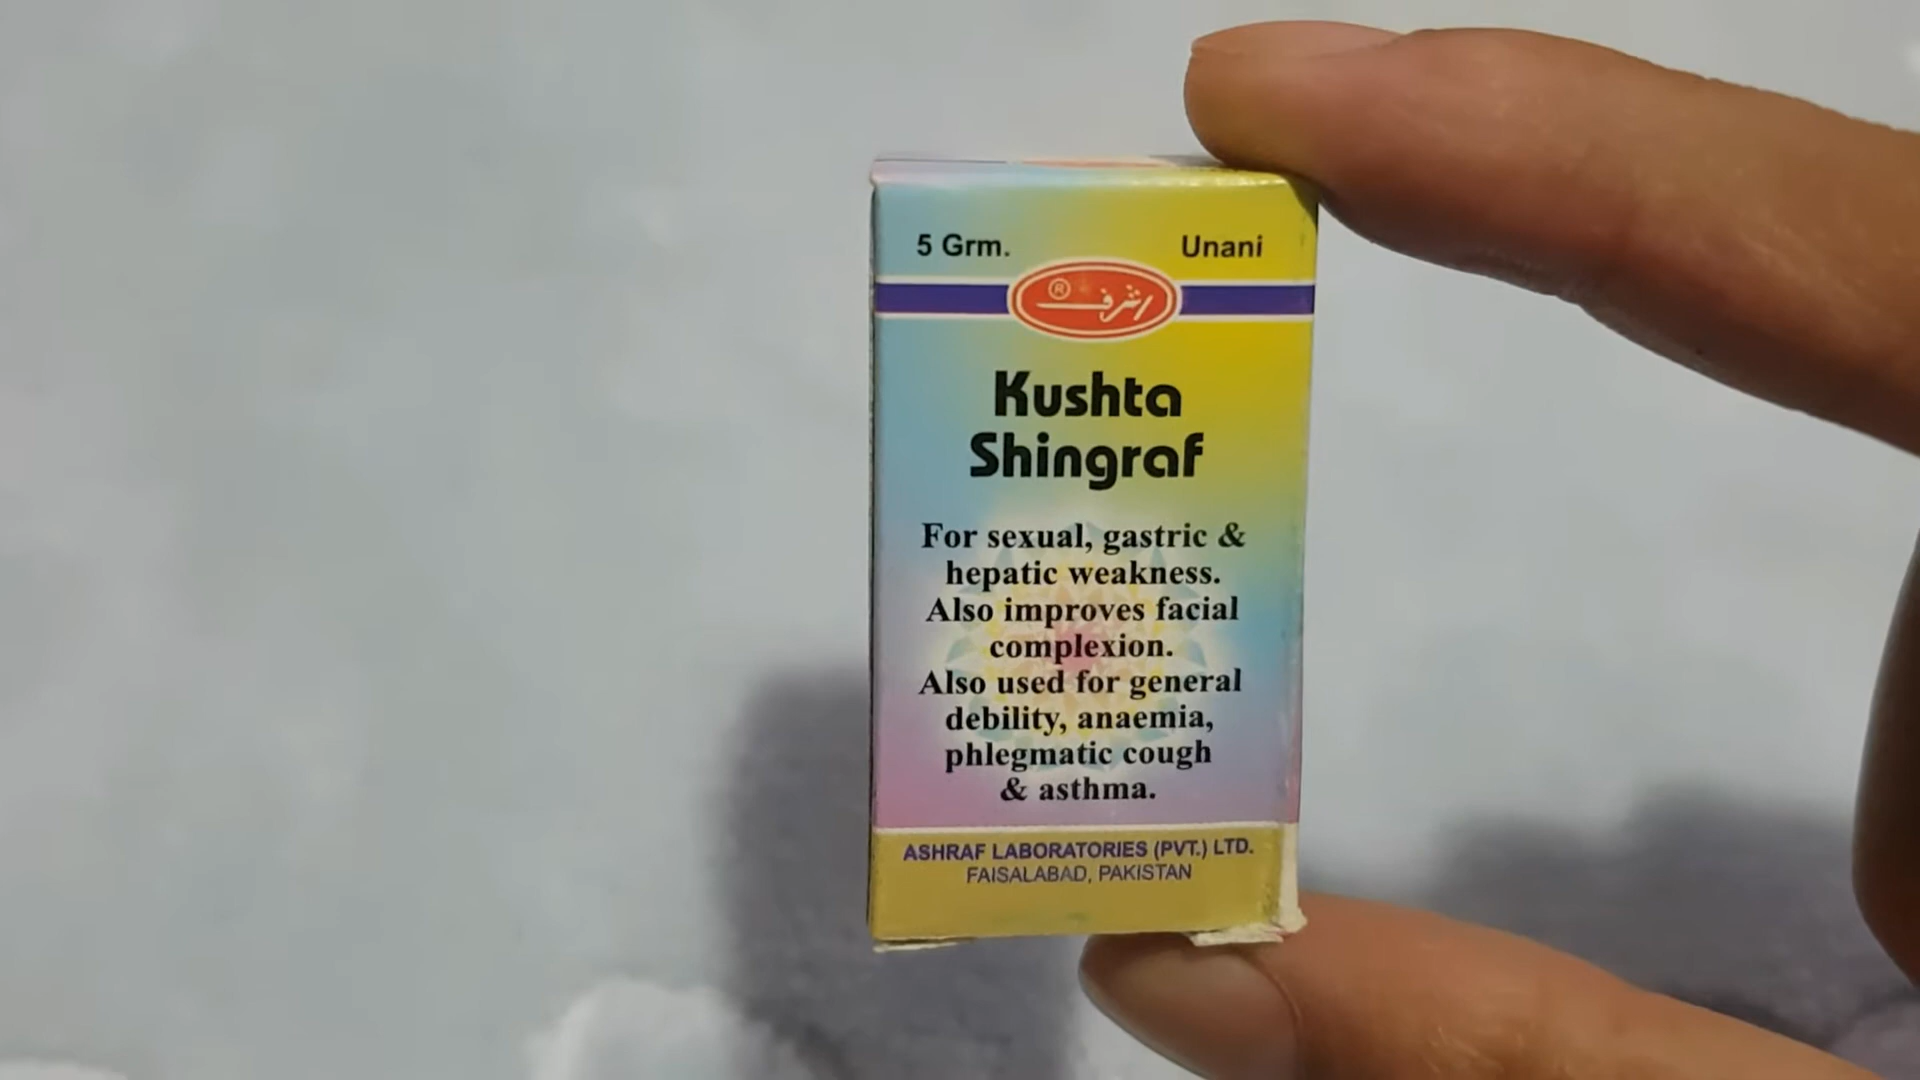 5 Grm. Unani
اشرف ®
Kushta
Shingraf
For sexual, gastric &
hepatic weakness.
Also improves facial
complexion.
Also used for general
debility, anaemia,
phlegmatic cough
& asthma.
ASHRAF LABORATORIES (PVT.) LTD.
FAISALABAD, PAKISTAN